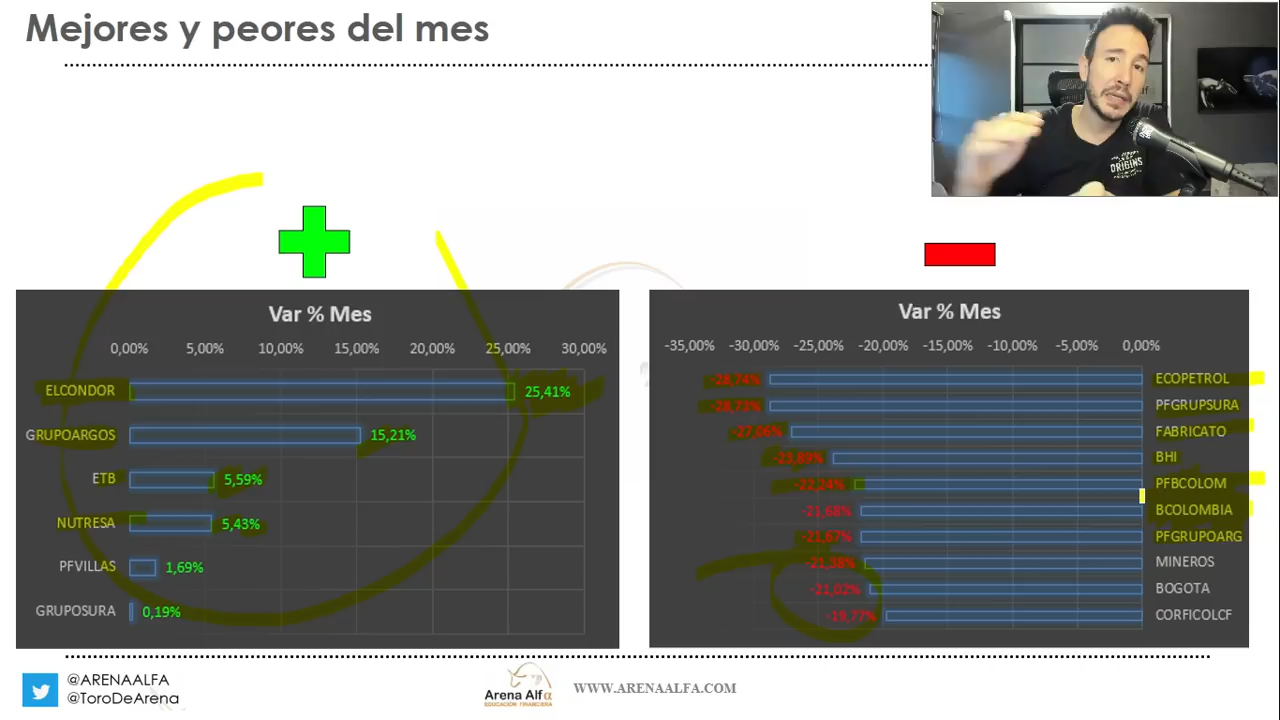 Mejores y peores del mes
ORIGINS
Var % Mes
0,00% 5,00% 10,00% 15,00% 20,00% 25,00% 30,00%
ELCONDOR 25,41%
GRUPOARGOS 15,21%
ETB 5,59%
NUTRESA 5,43%
PFVILLAS 1,69%
GRUPOSURA 0,19%
Var % Mes
-35,00% -30,00% -25,00% -20,00% -15,00% -10,00% -5,00% 0,00%
-28,74% ECOPETROL
-28,73% PFGRUPSURA
-27,06% FABRICATO
-23,89% BHI
-22,24% PFBCOLOM
-21,68% BCOLOMBIA
-21,67% PFGRUPOARG
-21,38% MINEROS
-21,02% BOGOTA
-19,77% CORFICOLCF
@ARENAALFA
@ToroDeArena
Arena Alfα
EDUCACIÓN FINANCIERA
WWW.ARENAALFA.COM